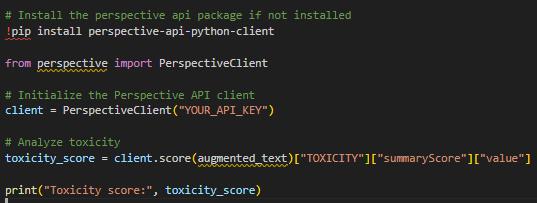 # Install the perspective api package if not installed
!pip install perspective-api-python-client
from perspective import PerspectiveClient
# Initialize the Perspective API client
client = PerspectiveClient("YOUR_API_KEY")
# Analyze toxicity
toxicity_score = client.score(augmented_text)["TOXICITY"]["summaryScore"]["value"]
print("Toxicity score:", toxicity_score)